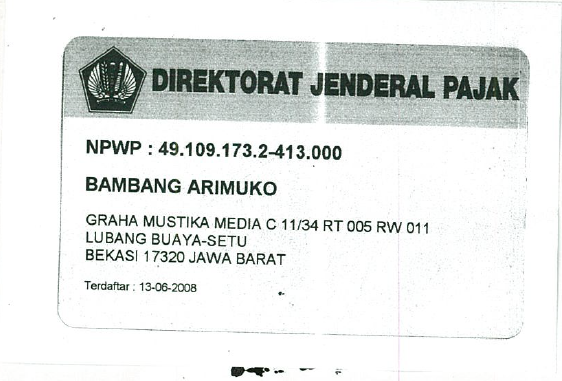 DIREKTORAT JENDERAL PAJAK
NPWP : 49.109.173.2-413.000
BAMBANG ARIMUKO
GRAHA MUSTIKA MEDIA C 11/34 RT 005 RW 011
LUBANG BUAYA-SETU
BEKASI 17320 JAWA BARAT
Terdaftar : 13-06-2008